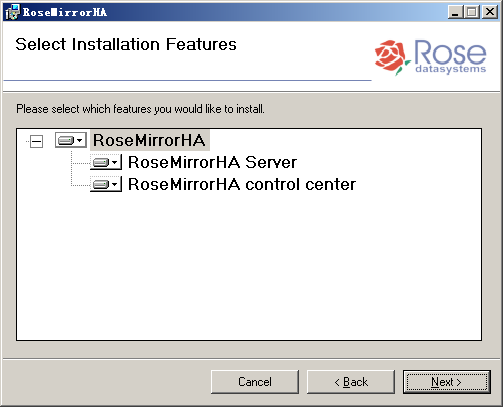 RoseMirrorHA
Select Installation Features
Rose
datasystems
Please select which features you would like to install.
RoseMirrorHA
RoseMirrorHA Server
RoseMirrorHA control center
Cancel
< Back
Next >